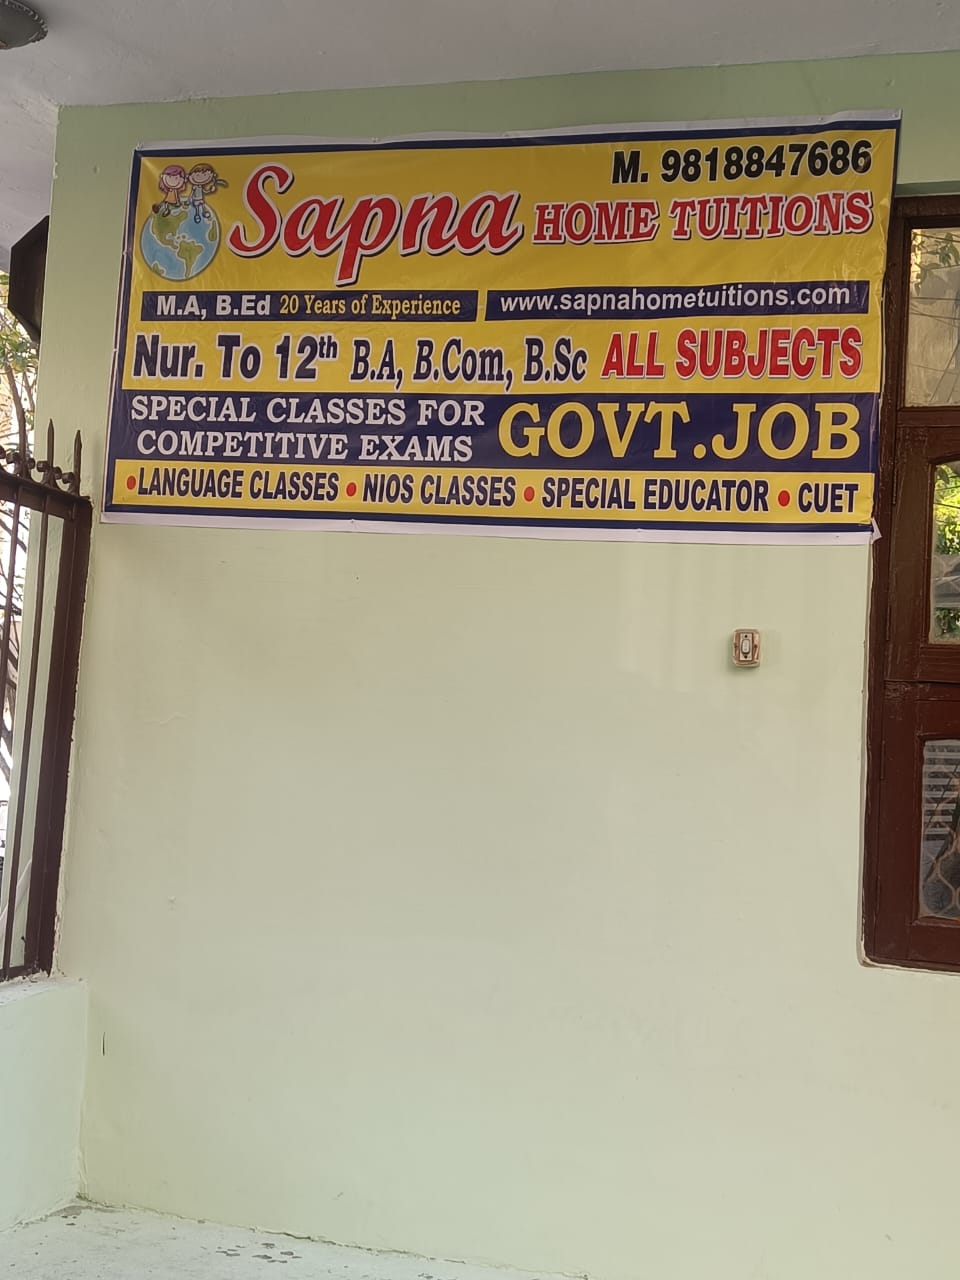 M. 9818847686
Sapna HOME TUITIONS
M.A, B.Ed 20 Years of Experience www.sapnahometuitions.com
Nur. To 12th B.A, B.Com, B.Sc ALL SUBJECTS
SPECIAL CLASSES FOR
COMPETITIVE EXAMS GOVT.JOB
•LANGUAGE CLASSES • NIOS CLASSES • SPECIAL EDUCATOR • CUET